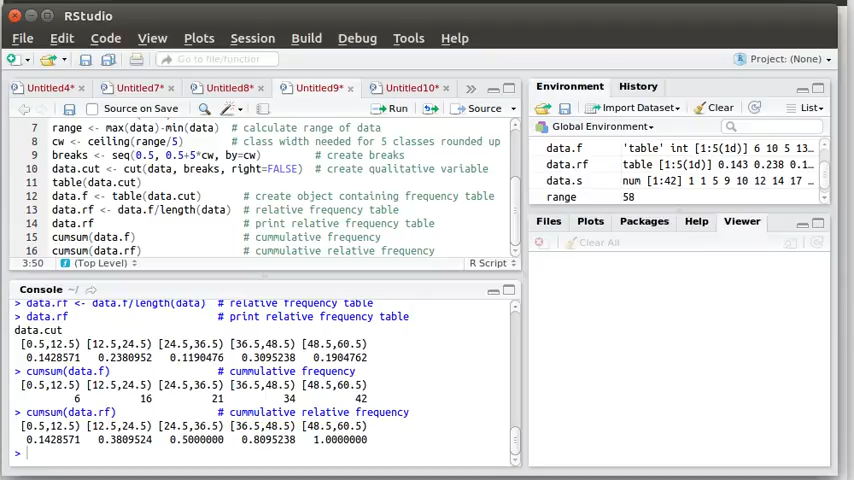 RStudio
File Edit Code View Plots Session Build Debug Tools Help
Go to file/function Project: (None)
Untitled4* Untitled7* Untitled8* Untitled9* Untitled10*
Source on Save Run Source
7 range <- max(data)-min(data) # calculate range of data
8 cw <- ceiling(range/5) # class width needed for 5 classes rounded up
9 breaks <- seq(0.5, 0.5+5*cw, by=cw) # create breaks
10 data.cut <- cut(data, breaks, right=FALSE) # create qualitative variable
11 table(data.cut)
12 data.f <- table(data.cut) # create object containing frequency table
13 data.rf <- data.f/length(data) # relative frequency table
14 data.rf # print relative frequency table
15 cumsum(data.f) # cummulative frequency
16 cumsum(data.rf) # cummulative relative frequency
3:50 (Top Level) R Script
Console ~/
> data.rf <- data.f/length(data) # relative frequency table
> data.rf # print relative frequency table
data.cut
[0.5,12.5) [12.5,24.5) [24.5,36.5) [36.5,48.5) [48.5,60.5)
0.1428571 0.2380952 0.1190476 0.3095238 0.1904762
> cumsum(data.f) # cummulative frequency
[0.5,12.5) [12.5,24.5) [24.5,36.5) [36.5,48.5) [48.5,60.5)
6 16 21 34 42
> cumsum(data.rf) # cummulative relative frequency
[0.5,12.5) [12.5,24.5) [24.5,36.5) [36.5,48.5) [48.5,60.5)
0.1428571 0.3809524 0.5000000 0.8095238 1.0000000
>
Environment History
Import Dataset Clear List
Global Environment
data.f 'table' int [1:5(1d)] 6 10 5 13…
data.rf table [1:5(1d)] 0.143 0.238 0.1…
data.s num [1:42] 1 1 5 9 10 12 14 17 …
range 58
Files Plots Packages Help Viewer
Clear All